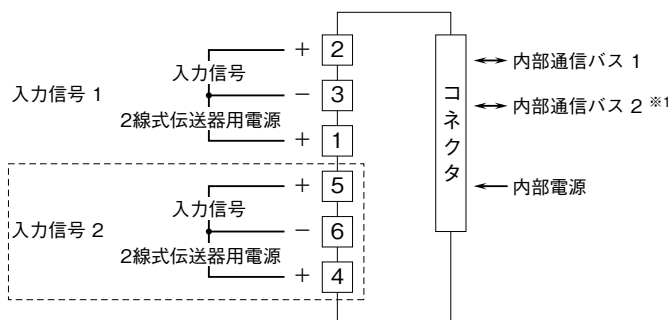 + 2
入力信号
入力信号 1
− 3
2線式伝送器用電源
+ 1
+ 5
入力信号
入力信号 2
− 6
2線式伝送器用電源
+ 4
コネクタ
内部通信バス 1
内部通信バス 2 ※1
内部電源